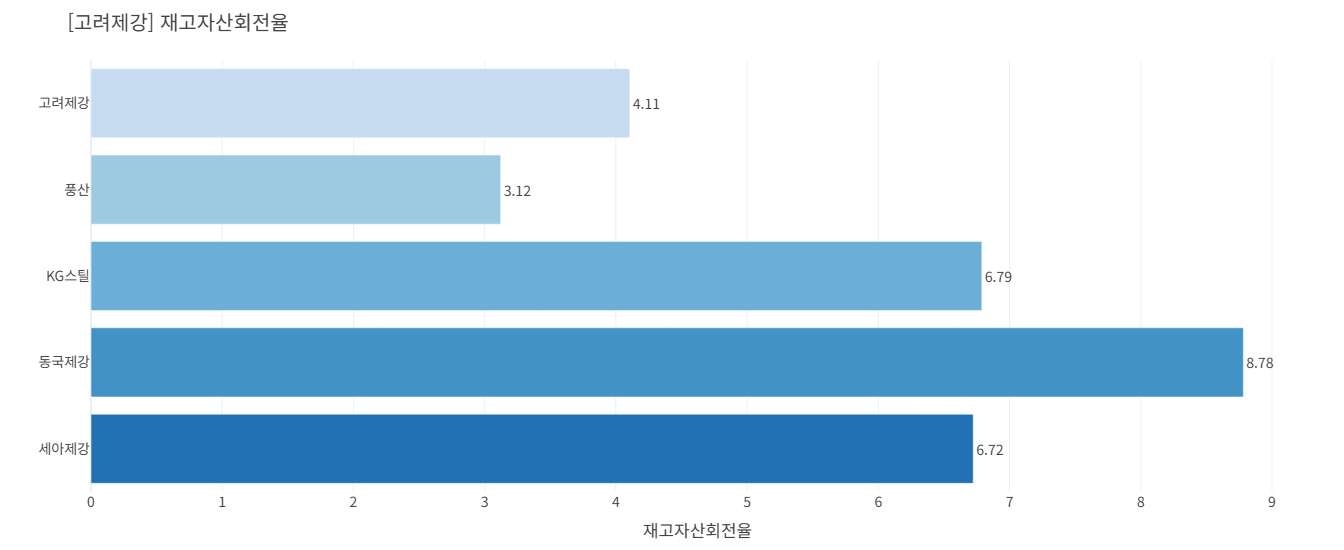 [고려제강] 재고자산회전율
고려제강 4.11
풍산 3.12
KG스틸 6.79
동국제강 8.78
세아제강 6.72
0 1 2 3 4 5 6 7 8 9
재고자산회전율